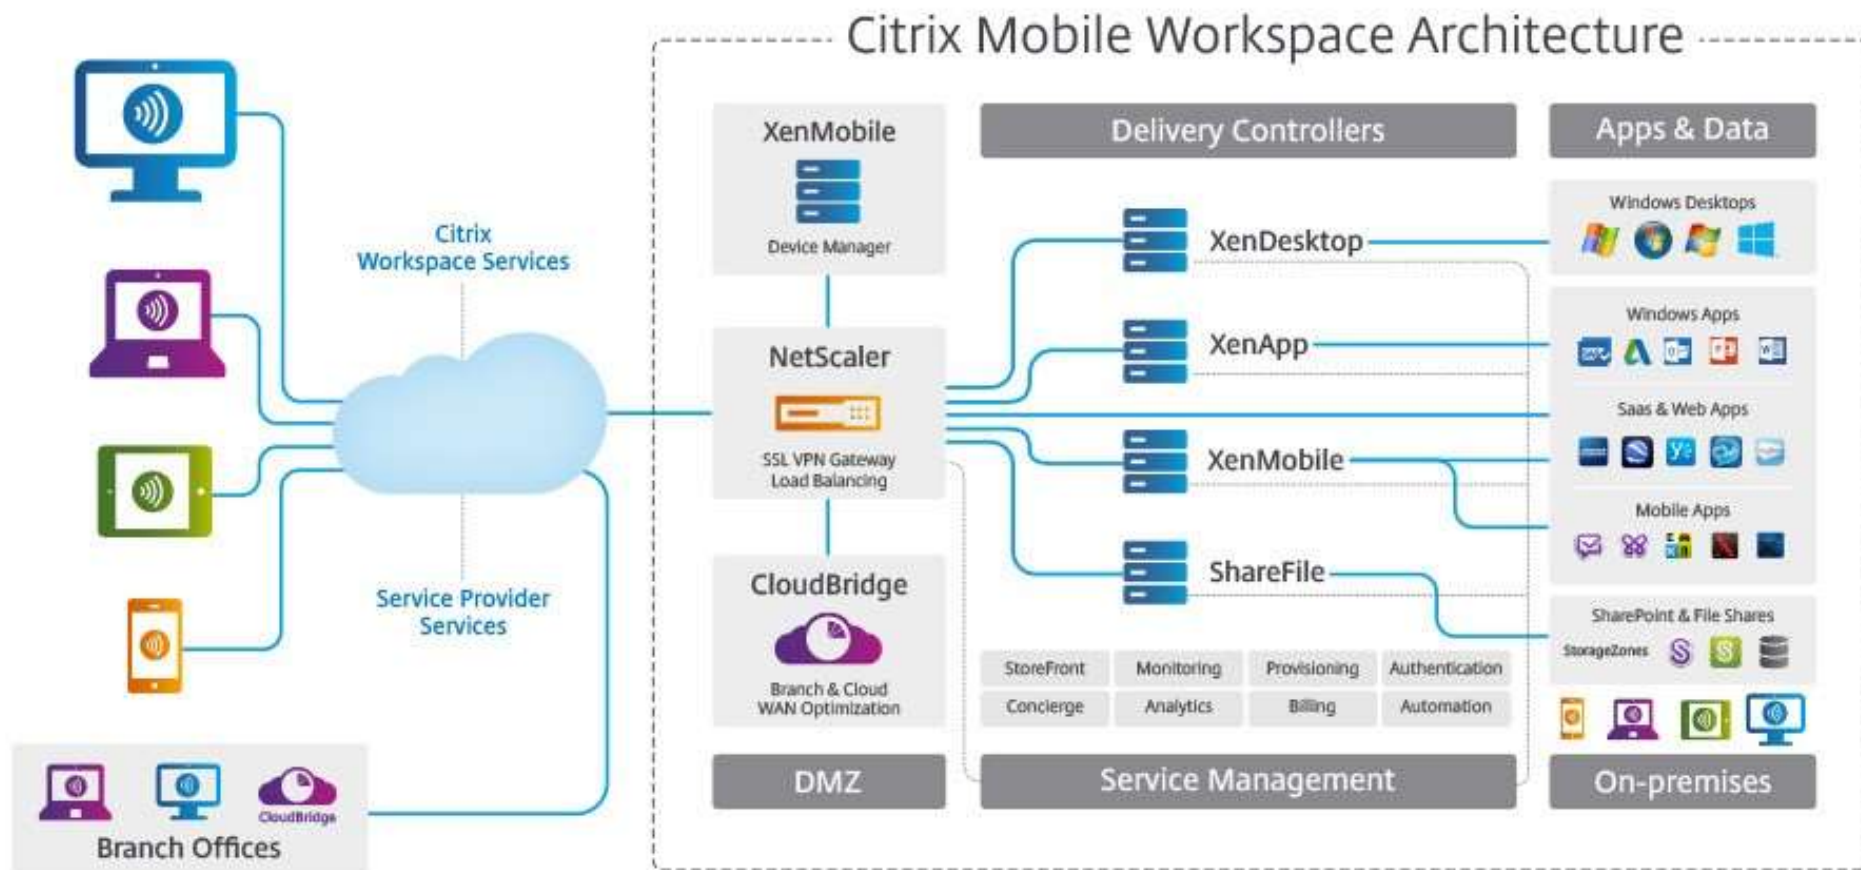 Citrix Mobile Workspace Architecture
Citrix
Workspace Services
Service Provider
Services
CloudBridge
Branch Offices
XenMobile
Device Manager
NetScaler
SSL VPN Gateway
Load Balancing
CloudBridge
Branch & Cloud
WAN Optimization
DMZ
Delivery Controllers
XenDesktop
XenApp
XenMobile
ShareFile
StoreFront Monitoring Provisioning Authentication
Concierge Analytics Billing Automation
Service Management
Apps & Data
Windows Desktops
Windows Apps
Saas & Web Apps
Mobile Apps
SharePoint & File Shares
StorageZones
On-premises